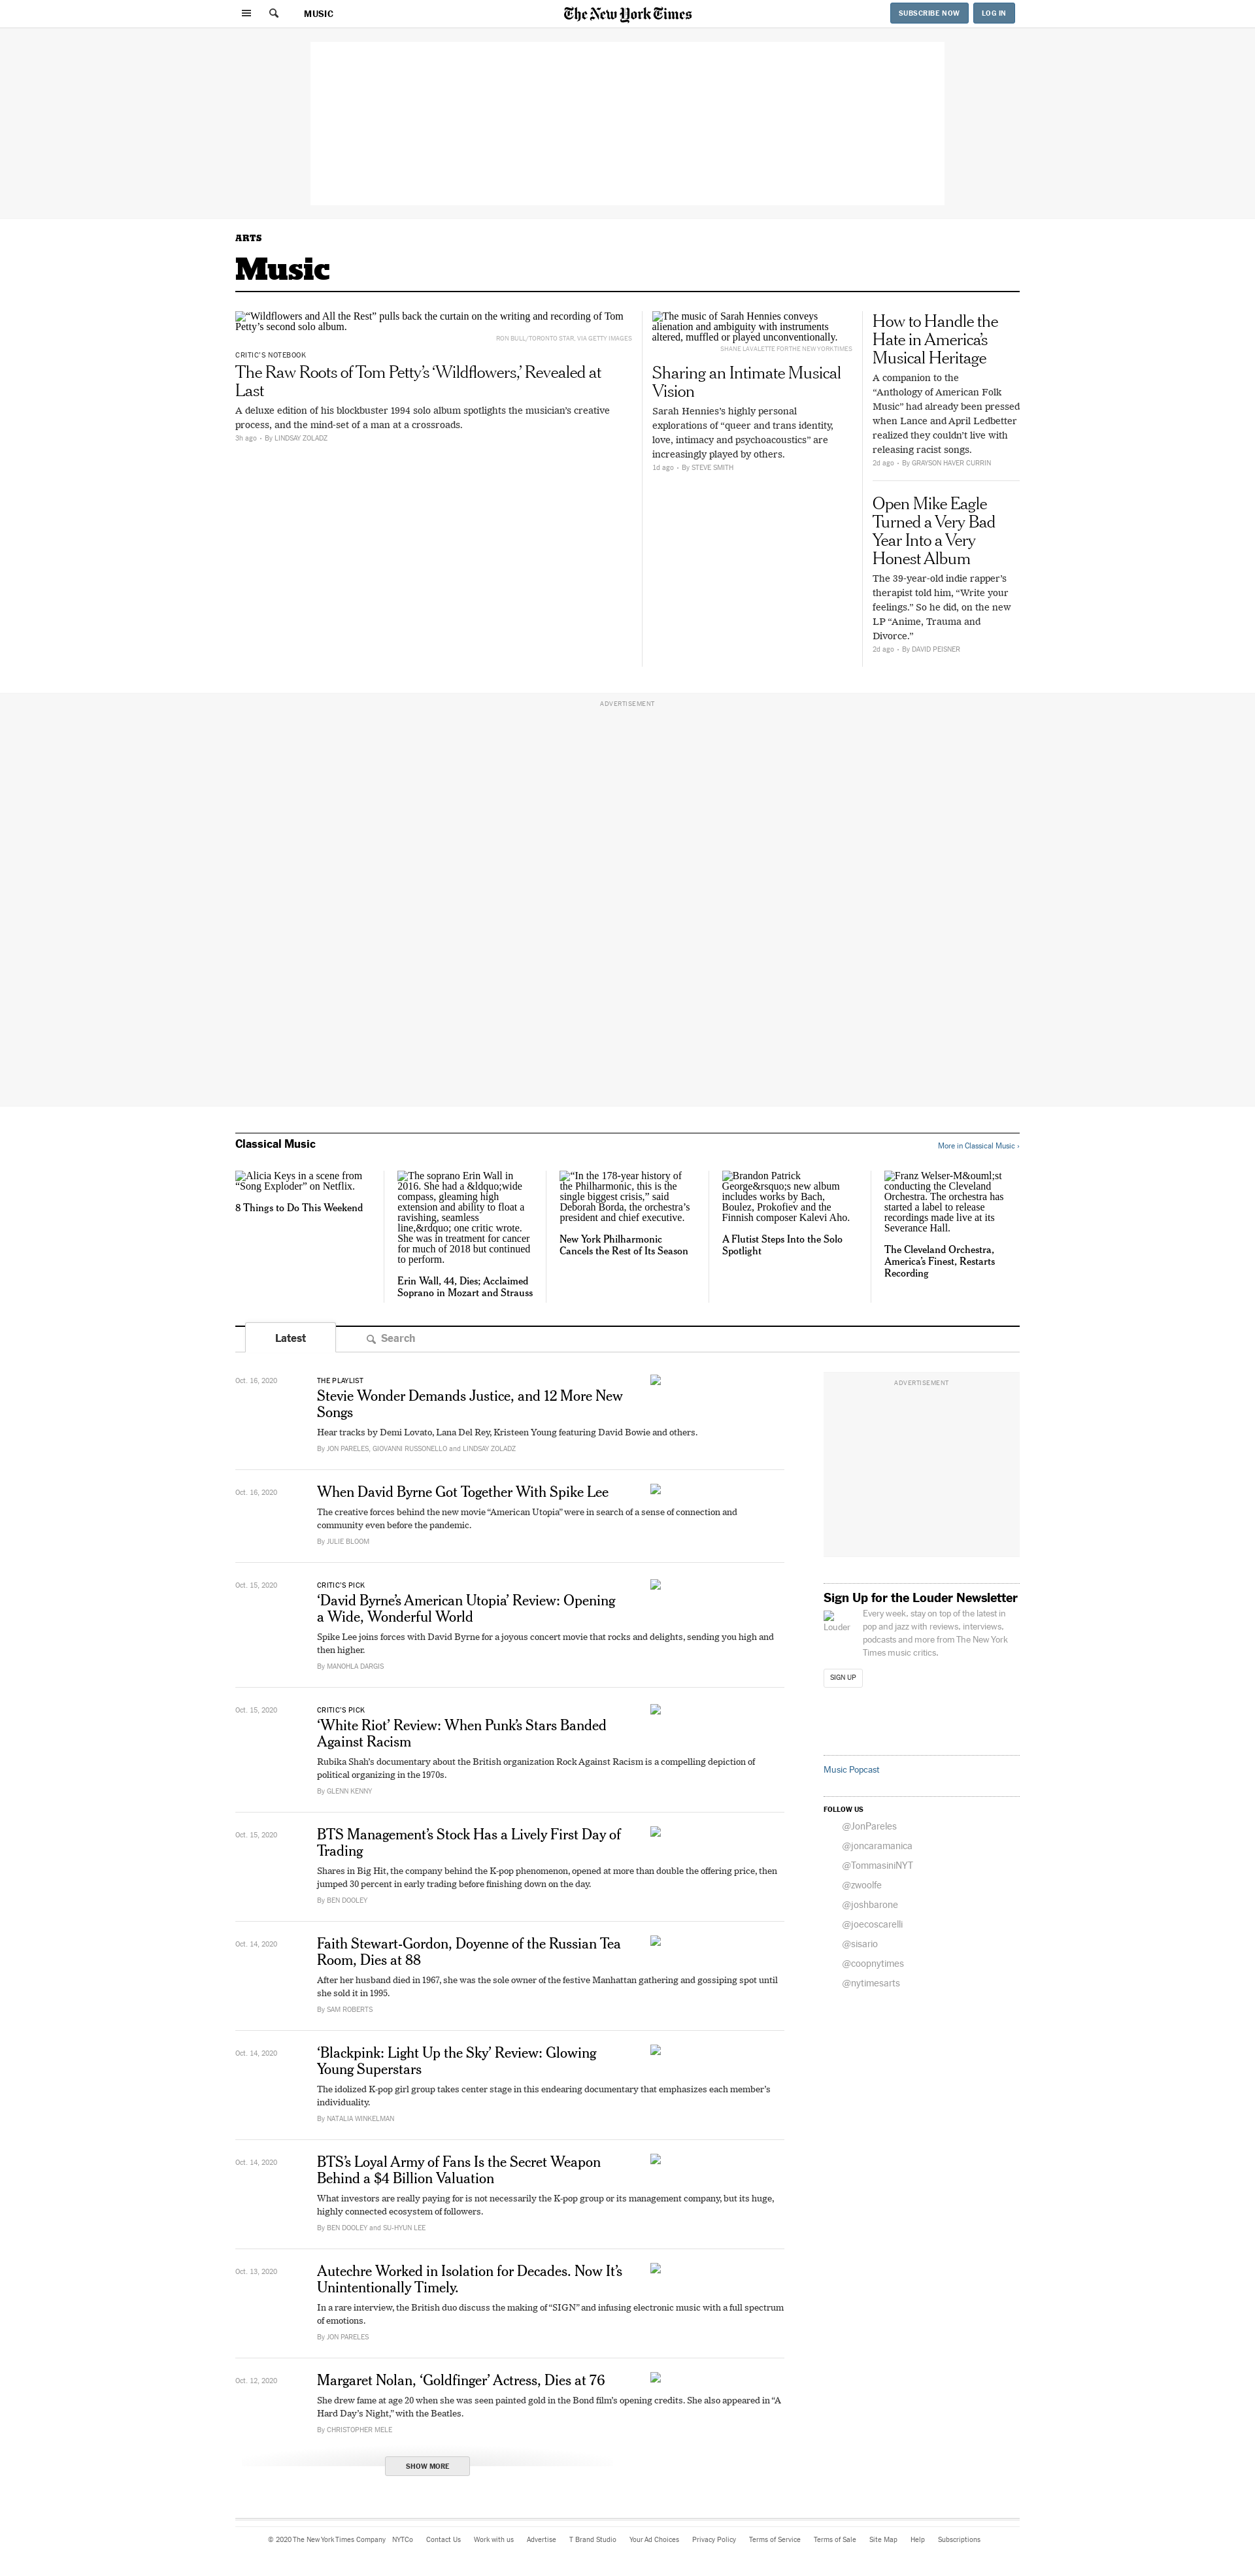 MUSIC
The New York Times
SUBSCRIBE NOW
LOG IN
ARTS
Music
“Wildflowers and All the Rest” pulls back the curtain on the writing and recording of Tom
Petty’s second solo album.
RON BULL/TORONTO STAR, VIA GETTY IMAGES
CRITIC’S NOTEBOOK
The Raw Roots of Tom Petty’s ‘Wildflowers,’ Revealed at
Last
A deluxe edition of his blockbuster 1994 solo album spotlights the musician’s creative
process, and the mind-set of a man at a crossroads.
3h ago • By LINDSAY ZOLADZ
The music of Sarah Hennies conveys
alienation and ambiguity with instruments
altered, muffled or played unconventionally.
SHANE LAVALETTE FOR THE NEW YORK TIMES
Sharing an Intimate Musical
Vision
Sarah Hennies’s highly personal
explorations of “queer and trans identity,
love, intimacy and psychoacoustics” are
increasingly played by others.
1d ago • By STEVE SMITH
How to Handle the
Hate in America’s
Musical Heritage
A companion to the
“Anthology of American Folk
Music” had already been pressed
when Lance and April Ledbetter
realized they couldn’t live with
releasing racist songs.
2d ago • By GRAYSON HAVER CURRIN
Open Mike Eagle
Turned a Very Bad
Year Into a Very
Honest Album
The 39-year-old indie rapper’s
therapist told him, “Write your
feelings.” So he did, on the new
LP “Anime, Trauma and
Divorce.”
2d ago • By DAVID PEISNER
ADVERTISEMENT
Classical Music
More in Classical Music ›
Alicia Keys in a scene from
“Song Exploder” on Netflix.
8 Things to Do This Weekend
The soprano Erin Wall in
2016. She had a &ldquo;wide
compass, gleaming high
extension and ability to float a
ravishing, seamless
line,&rdquo; one critic wrote.
She was in treatment for cancer
for much of 2018 but continued
to perform.
Erin Wall, 44, Dies; Acclaimed
Soprano in Mozart and Strauss
“In the 178-year history of
the Philharmonic, this is the
single biggest crisis,” said
Deborah Borda, the orchestra’s
president and chief executive.
New York Philharmonic
Cancels the Rest of Its Season
Brandon Patrick
George&rsquo;s new album
includes works by Bach,
Boulez, Prokofiev and the
Finnish composer Kalevi Aho.
A Flutist Steps Into the Solo
Spotlight
Franz Welser-M&ouml;st
conducting the Cleveland
Orchestra. The orchestra has
started a label to release
recordings made live at its
Severance Hall.
The Cleveland Orchestra,
America’s Finest, Restarts
Recording
Latest
Search
Oct. 16, 2020
THE PLAYLIST
Stevie Wonder Demands Justice, and 12 More New
Songs
Hear tracks by Demi Lovato, Lana Del Rey, Kristeen Young featuring David Bowie and others.
By JON PARELES, GIOVANNI RUSSONELLO and LINDSAY ZOLADZ
Oct. 16, 2020
When David Byrne Got Together With Spike Lee
The creative forces behind the new movie “American Utopia” were in search of a sense of connection and
community even before the pandemic.
By JULIE BLOOM
Oct. 15, 2020
CRITIC’S PICK
‘David Byrne’s American Utopia’ Review: Opening
a Wide, Wonderful World
Spike Lee joins forces with David Byrne for a joyous concert movie that rocks and delights, sending you high and
then higher.
By MANOHLA DARGIS
Oct. 15, 2020
CRITIC’S PICK
‘White Riot’ Review: When Punk’s Stars Banded
Against Racism
Rubika Shah’s documentary about the British organization Rock Against Racism is a compelling depiction of
political organizing in the 1970s.
By GLENN KENNY
Oct. 15, 2020
BTS Management’s Stock Has a Lively First Day of
Trading
Shares in Big Hit, the company behind the K-pop phenomenon, opened at more than double the offering price, then
jumped 30 percent in early trading before finishing down on the day.
By BEN DOOLEY
Oct. 14, 2020
Faith Stewart-Gordon, Doyenne of the Russian Tea
Room, Dies at 88
After her husband died in 1967, she was the sole owner of the festive Manhattan gathering and gossiping spot until
she sold it in 1995.
By SAM ROBERTS
Oct. 14, 2020
‘Blackpink: Light Up the Sky’ Review: Glowing
Young Superstars
The idolized K-pop girl group takes center stage in this endearing documentary that emphasizes each member’s
individuality.
By NATALIA WINKELMAN
Oct. 14, 2020
BTS’s Loyal Army of Fans Is the Secret Weapon
Behind a $4 Billion Valuation
What investors are really paying for is not necessarily the K-pop group or its management company, but its huge,
highly connected ecosystem of followers.
By BEN DOOLEY and SU-HYUN LEE
Oct. 13, 2020
Autechre Worked in Isolation for Decades. Now It’s
Unintentionally Timely.
In a rare interview, the British duo discuss the making of “SIGN” and infusing electronic music with a full spectrum
of emotions.
By JON PARELES
Oct. 12, 2020
Margaret Nolan, ‘Goldfinger’ Actress, Dies at 76
She drew fame at age 20 when she was seen painted gold in the Bond film’s opening credits. She also appeared in “A
Hard Day’s Night,” with the Beatles.
By CHRISTOPHER MELE
SHOW MORE
ADVERTISEMENT
Sign Up for the Louder Newsletter
Louder
Every week, stay on top of the latest in
pop and jazz with reviews, interviews,
podcasts and more from The New York
Times music critics.
SIGN UP
Music Popcast
FOLLOW US
@JonPareles
@joncaramanica
@TommasiniNYT
@zwoolfe
@joshbarone
@joecoscarelli
@sisario
@coopnytimes
@nytimesarts
© 2020 The New York Times Company NYTCo Contact Us Work with us Advertise T Brand Studio Your Ad Choices Privacy Policy Terms of Service Terms of Sale Site Map Help Subscriptions